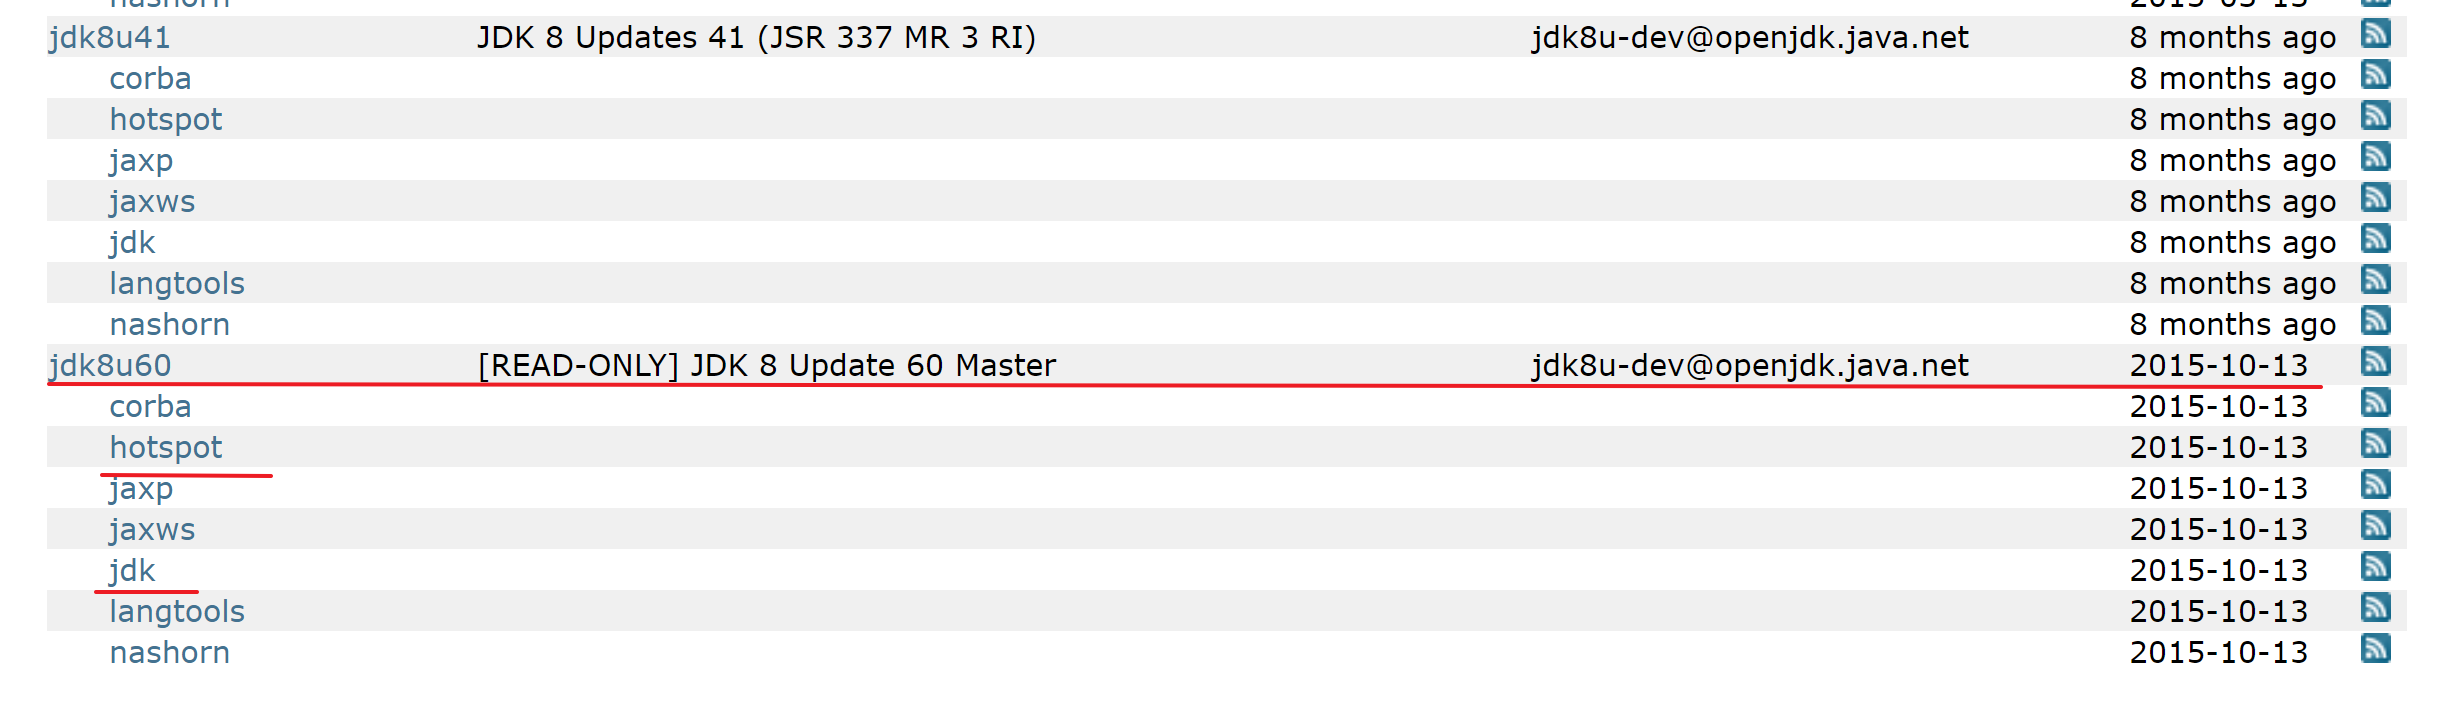 nashorn 2015-03-13
jdk8u41 JDK 8 Updates 41 (JSR 337 MR 3 RI) jdk8u-dev@openjdk.java.net 8 months ago
corba 8 months ago
hotspot 8 months ago
jaxp 8 months ago
jaxws 8 months ago
jdk 8 months ago
langtools 8 months ago
nashorn 8 months ago
jdk8u60 [READ-ONLY] JDK 8 Update 60 Master jdk8u-dev@openjdk.java.net 2015-10-13
corba 2015-10-13
hotspot 2015-10-13
jaxp 2015-10-13
jaxws 2015-10-13
jdk 2015-10-13
langtools 2015-10-13
nashorn 2015-10-13